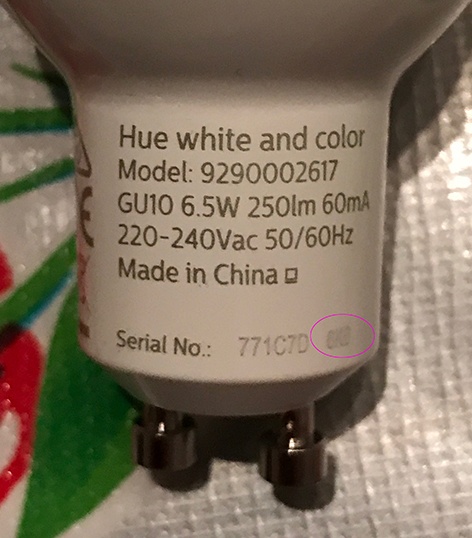 Hue white and color
Model: 9290002617
GU10 6.5W 250lm 60mA
220-240Vac 50/60Hz
Made in China
Serial No.: 771C7D